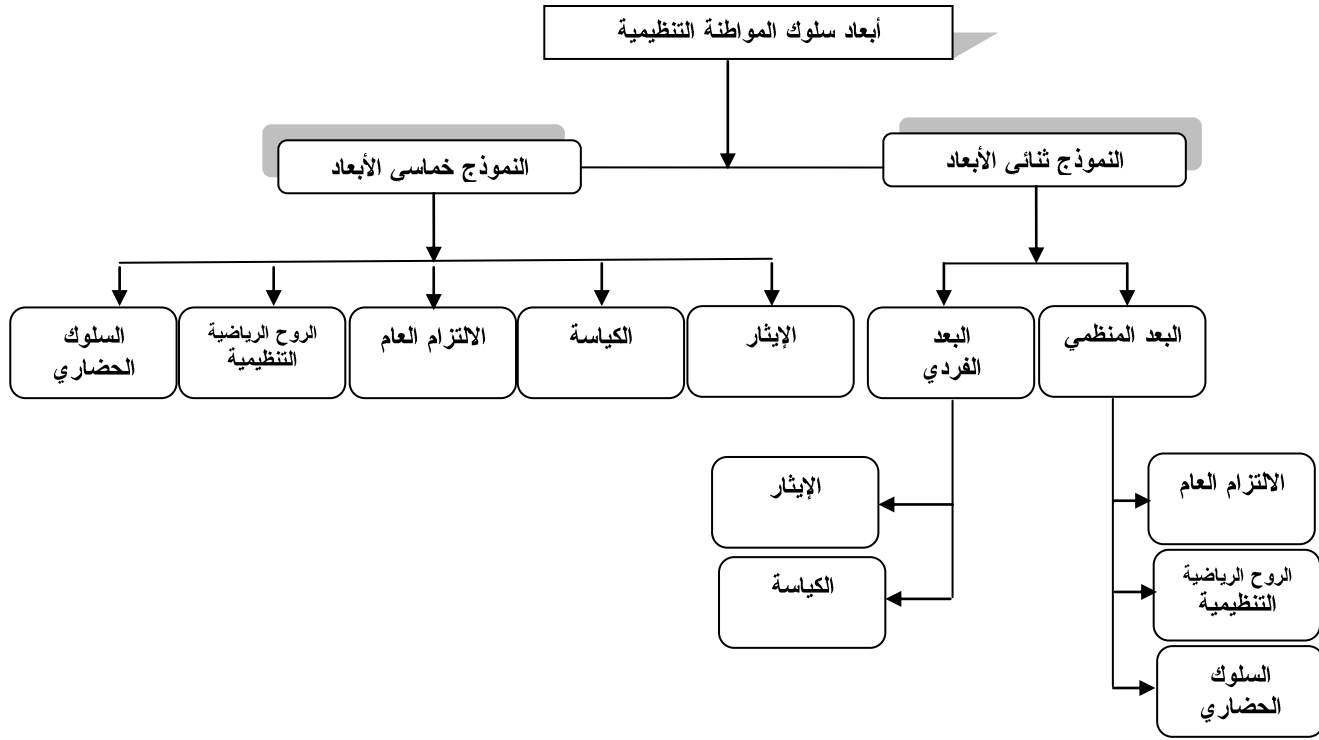 أبعاد سلوك المواطنة التنظيمية
النموذج ثنائى الأبعاد
النموذج خماسى الأبعاد
البعد المنظمي
البعد
الفردي
الإيثار
الكياسة
الالتزام العام
الروح الرياضية
التنظيمية
السلوك
الحضاري
الالتزام العام
الروح الرياضية
التنظيمية
السلوك
الحضاري
الإيثار
الكياسة